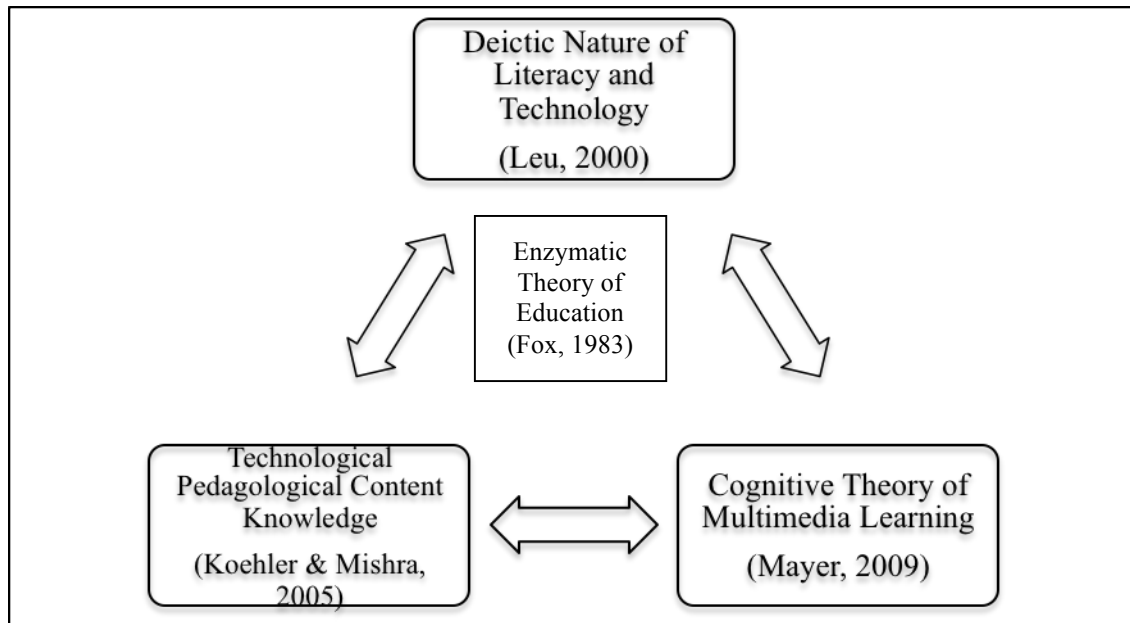 Deictic Nature of
Literacy and
Technology
(Leu, 2000)
Enzymatic
Theory of
Education
(Fox, 1983)
Technological
Pedagological Content
Knowledge
(Koehler & Mishra,
2005)
Cognitive Theory of
Multimedia Learning
(Mayer, 2009)